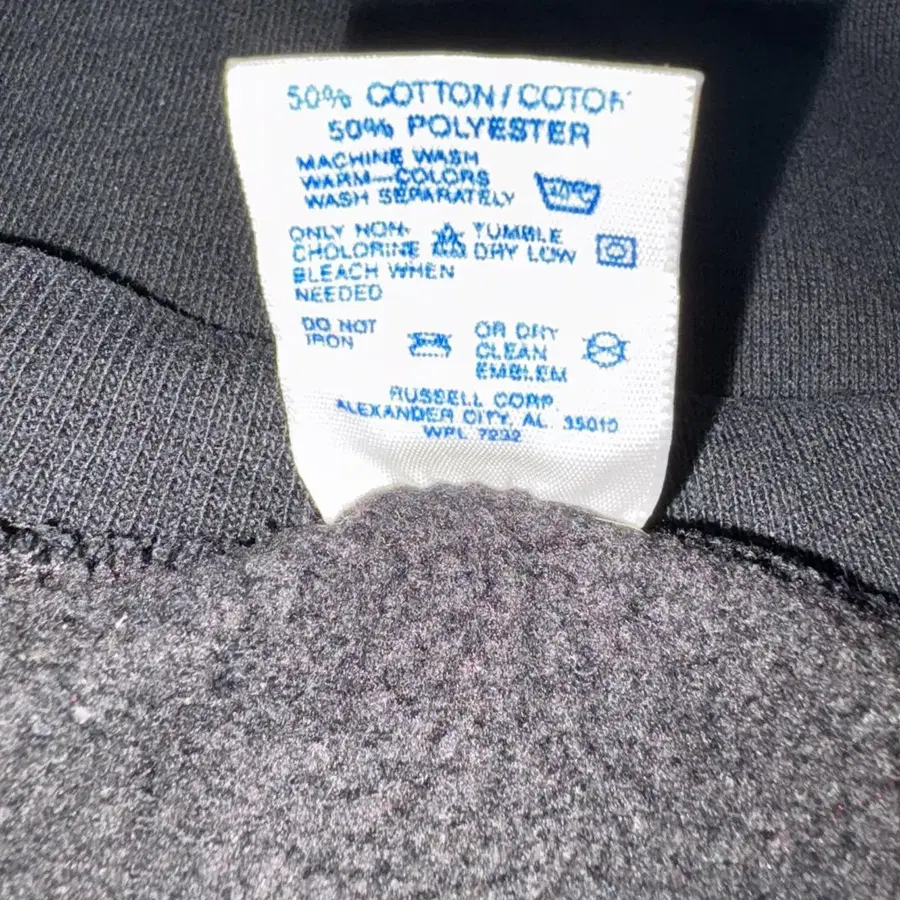 50% COTTON/COTON
50% POLYESTER
MACHINE WASH
WARM—COLORS
WASH SEPARATELY
ONLY NON-
CHOLORINE
BLEACH WHEN
NEEDED
TUMBLE
DRY LOW
DO NOT
IRON
OR DRY
CLEAN
EMBLEM
RUSSELL CORP.
ALEXANDER CITY, AL. 35010
WPL 7232